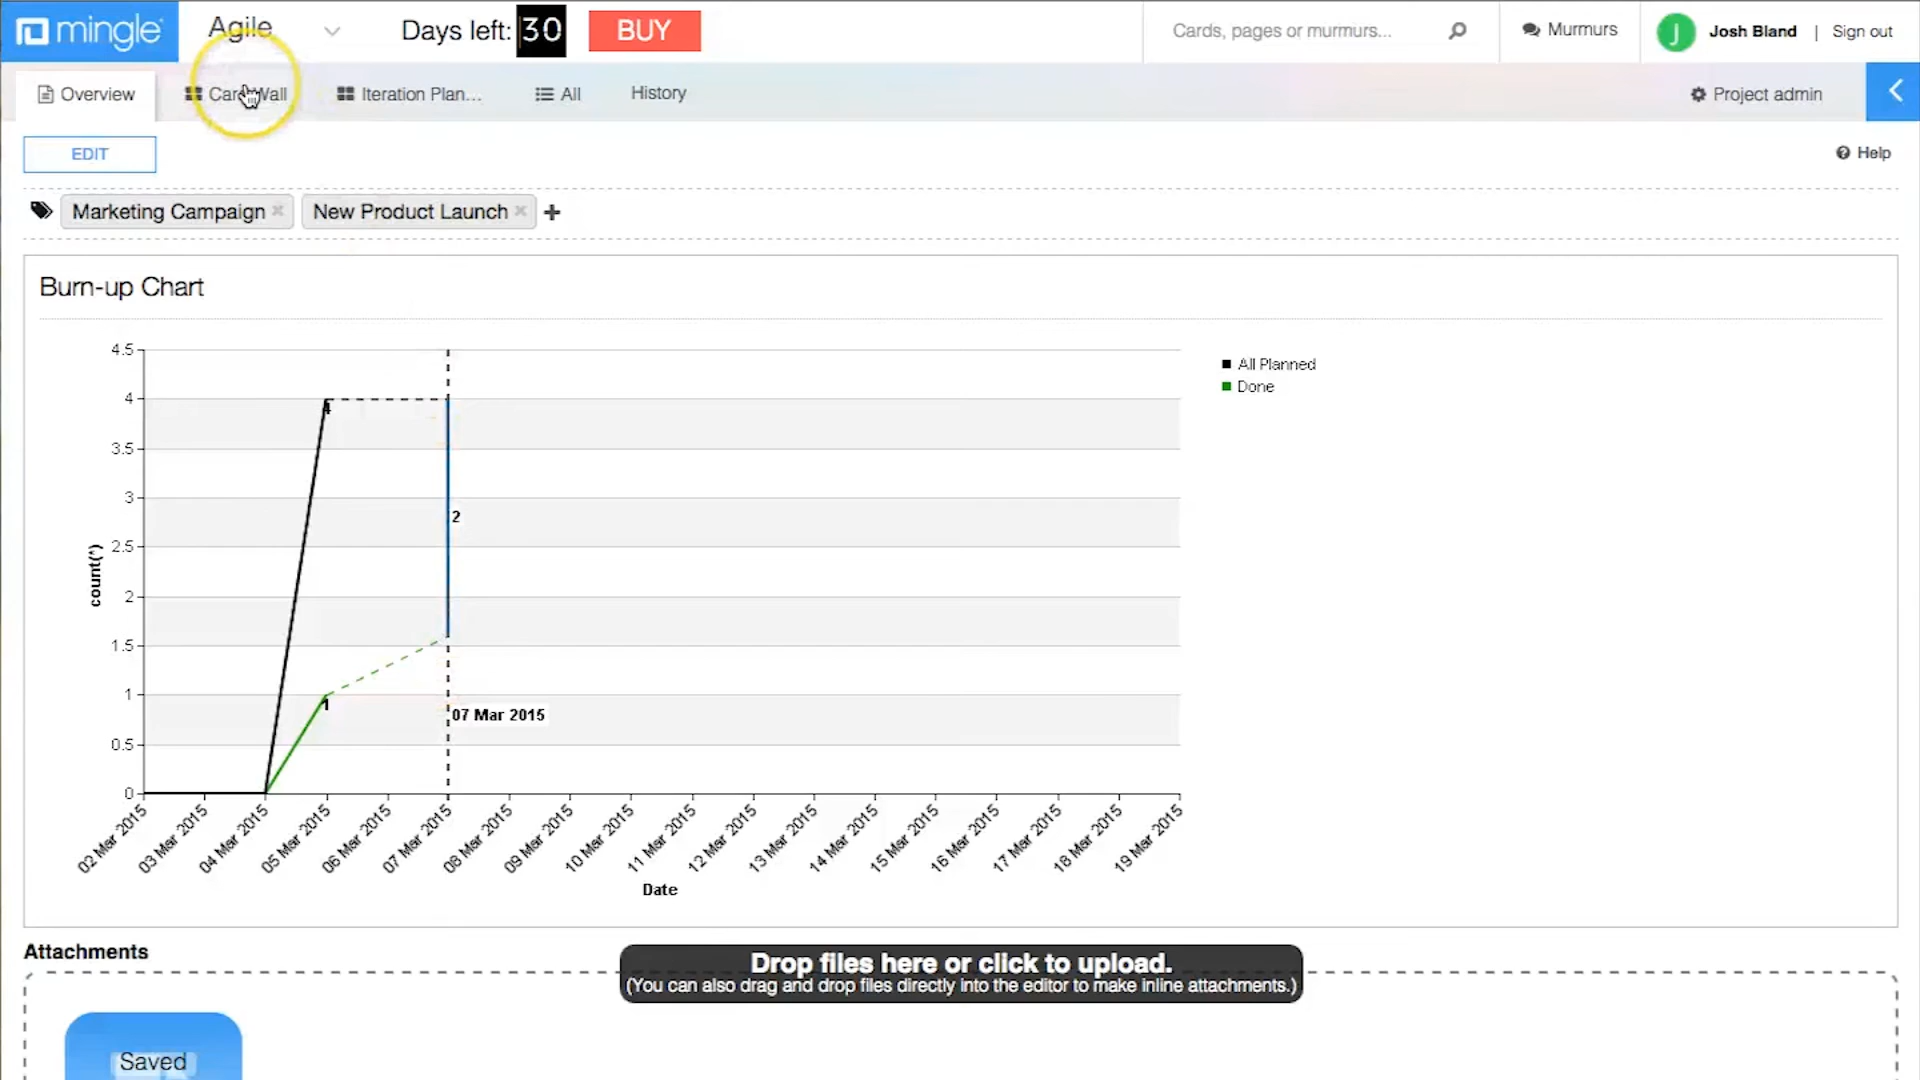 mingle
Agile
Days left: 30
BUY
Cards, pages or murmurs...
Murmurs
J
Josh Bland | Sign out
Overview
Card Wall
Iteration Plan...
All
History
Project admin
EDIT
Help
Marketing Campaign ×
New Product Launch ×
Burn-up Chart
4.5
4
3.5
3
2.5
2
1.5
1
0.5
0
count(*)
4
2
1
07 Mar 2015
All Planned
Done
02 Mar 2015
03 Mar 2015
04 Mar 2015
05 Mar 2015
06 Mar 2015
07 Mar 2015
08 Mar 2015
09 Mar 2015
10 Mar 2015
11 Mar 2015
12 Mar 2015
13 Mar 2015
14 Mar 2015
15 Mar 2015
16 Mar 2015
17 Mar 2015
18 Mar 2015
19 Mar 2015
Date
Attachments
Drop files here or click to upload.
(You can also drag and drop files directly into the editor to make inline attachments.)
Saved